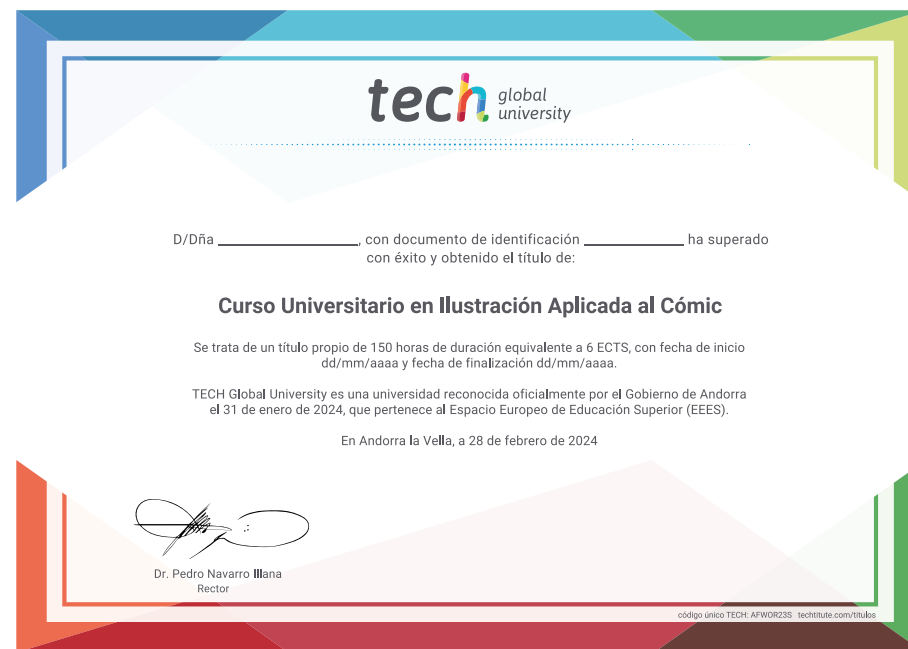 tech global university
D/Dña ____________, con documento de identificación ____________ ha superado
con éxito y obtenido el título de:
Curso Universitario en Ilustración Aplicada al Cómic
Se trata de un título propio de 150 horas de duración equivalente a 6 ECTS, con fecha de inicio
dd/mm/aaaa y fecha de finalización dd/mm/aaaa.
TECH Global University es una universidad reconocida oficialmente por el Gobierno de Andorra
el 31 de enero de 2024, que pertenece al Espacio Europeo de Educación Superior (EEES).
En Andorra la Vella, a 28 de febrero de 2024
Dr. Pedro Navarro Illana
Rector
código único TECH: AFWOR23S techtitute.com/titulos